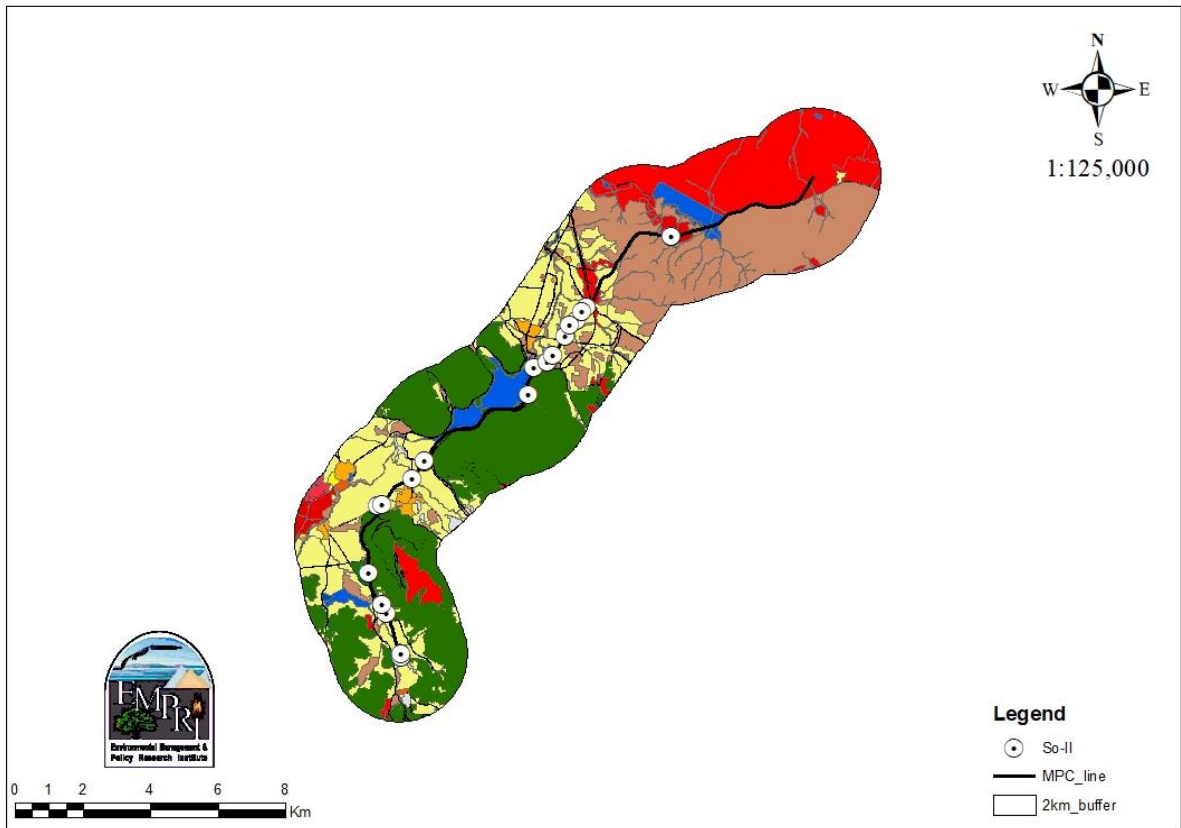 N
W E
S
1:125,000
EMPRI
Environmental Management &
Policy Research Institute
0 1 2 4 6 8
Km
Legend
So-II
MPC_line
2km_buffer